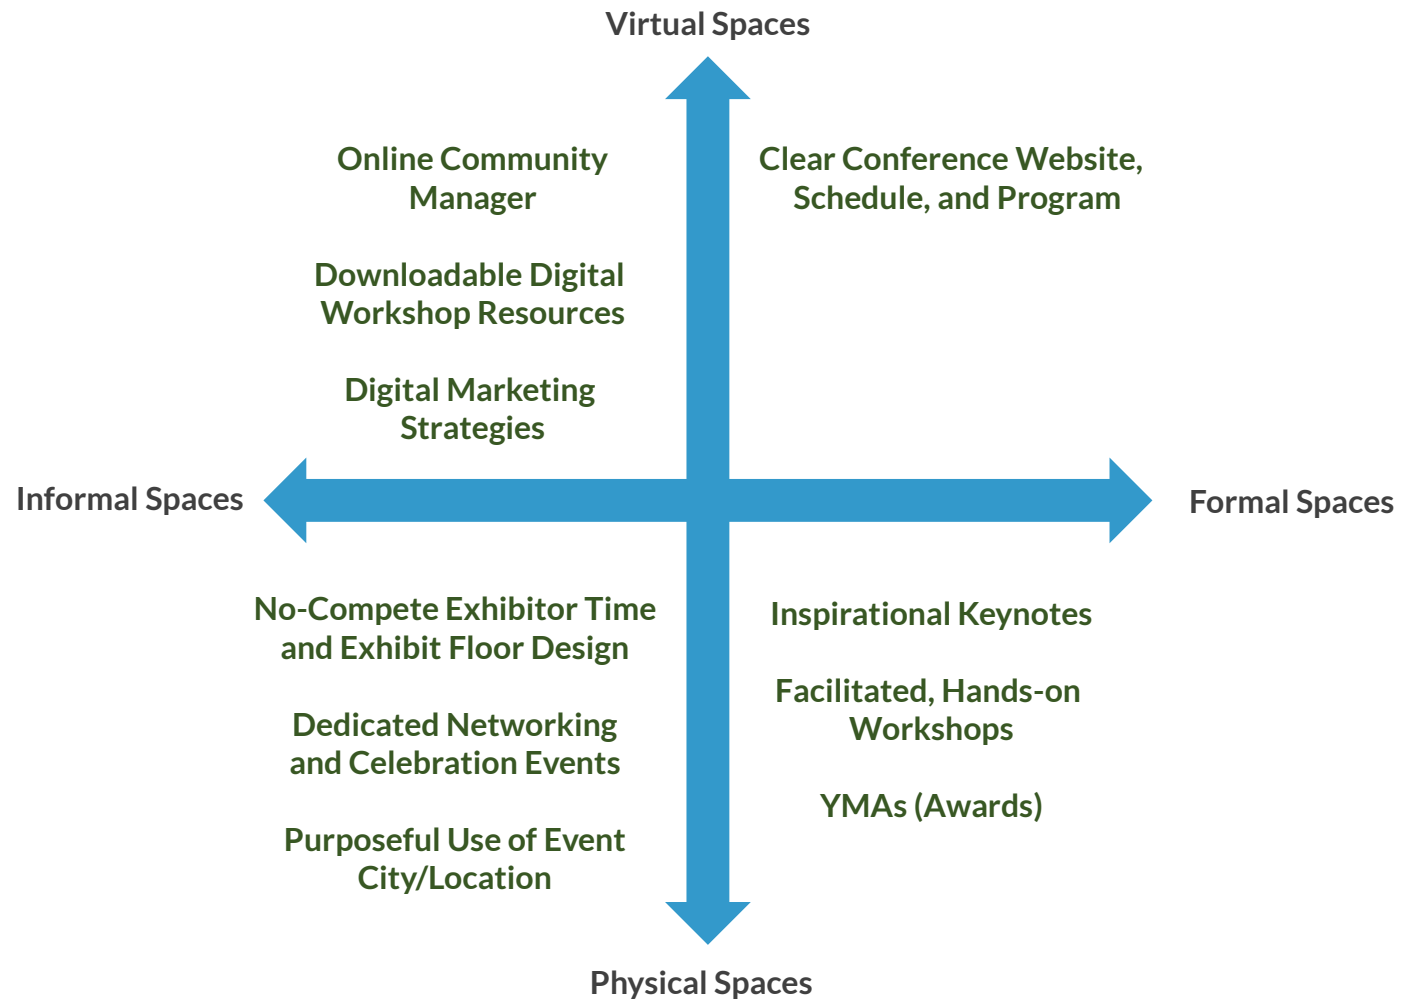 Virtual Spaces
Online Community
Manager
Downloadable Digital
Workshop Resources
Digital Marketing
Strategies
Clear Conference Website,
Schedule, and Program
Informal Spaces
Formal Spaces
No-Compete Exhibitor Time
and Exhibit Floor Design
Dedicated Networking
and Celebration Events
Purposeful Use of Event
City/Location
Inspirational Keynotes
Facilitated, Hands-on
Workshops
YMAs (Awards)
Physical Spaces